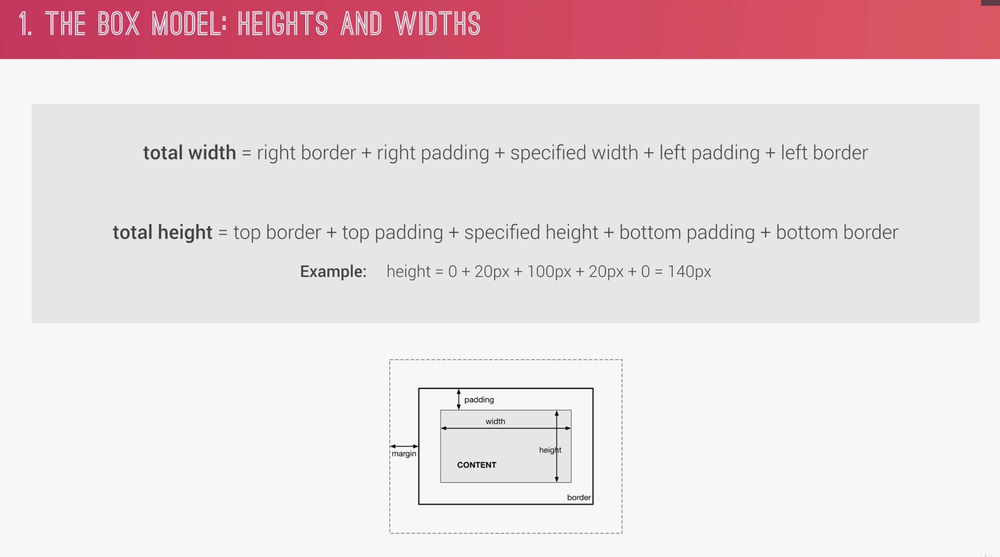 1. THE BOX MODEL: HEIGHTS AND WIDTHS
total width = right border + right padding + specified width + left padding + left border
total height = top border + top padding + specified height + bottom padding + bottom border
Example: height = 0 + 20px + 100px + 20px + 0 = 140px
padding
width
height
margin
CONTENT
border